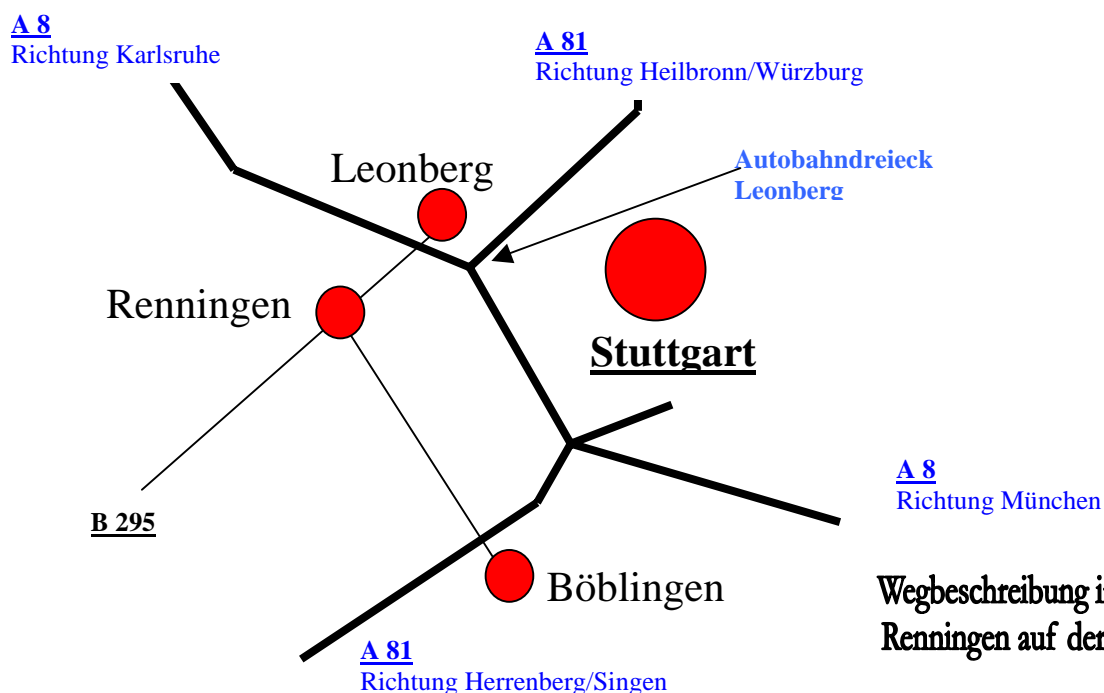 A 8
Richtung Karlsruhe
A 81
Richtung Heilbronn/Würzburg
Autobahndreieck
Leonberg
Leonberg
Renningen
Stuttgart
A 8
Richtung München
B 295
Böblingen
Wegbeschreibung
Renningen auf der
A 81
Richtung Herrenberg/Singen